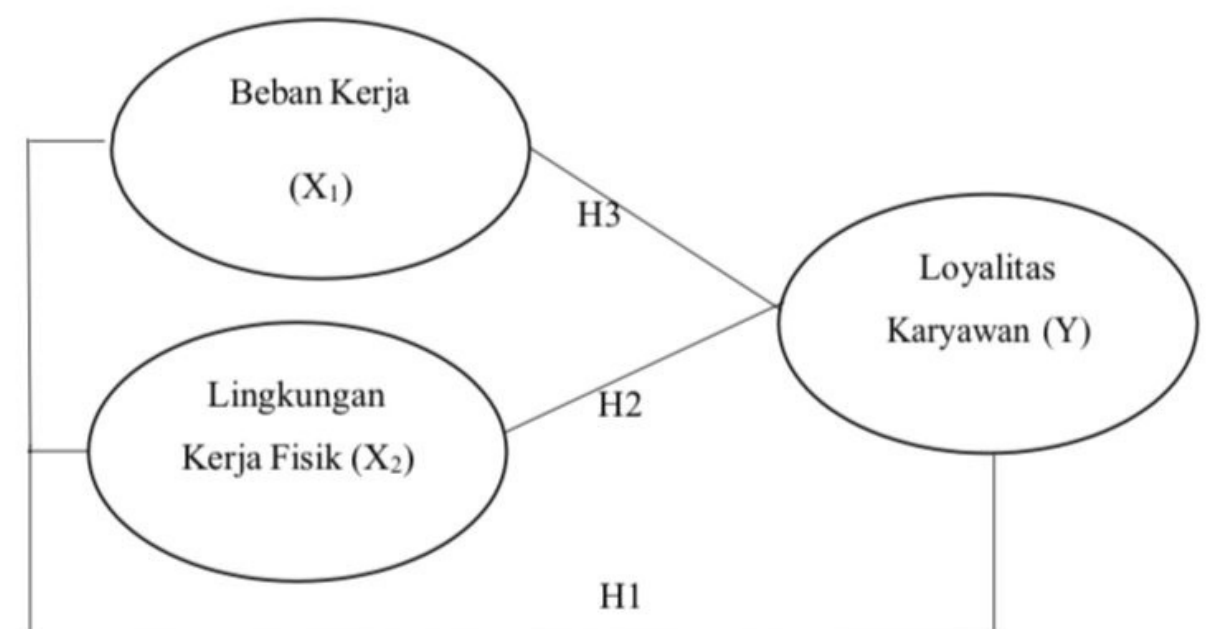 Beban Kerja
(X₁)
H3
Loyalitas
Karyawan (Y)
Lingkungan
Kerja Fisik (X₂)
H2
H1